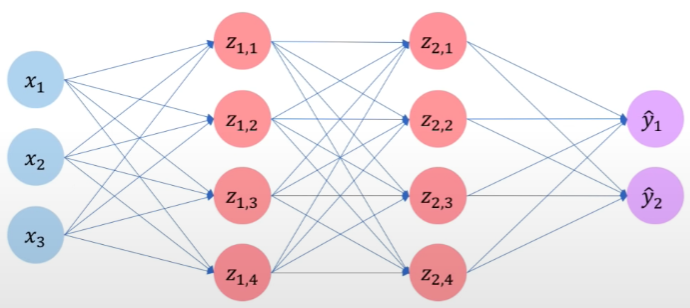 x₁
x₂
x₃
z₁,₁
z₁,₂
z₁,₃
z₁,₄
z₂,₁
z₂,₂
z₂,₃
z₂,₄
ŷ₁
ŷ₂